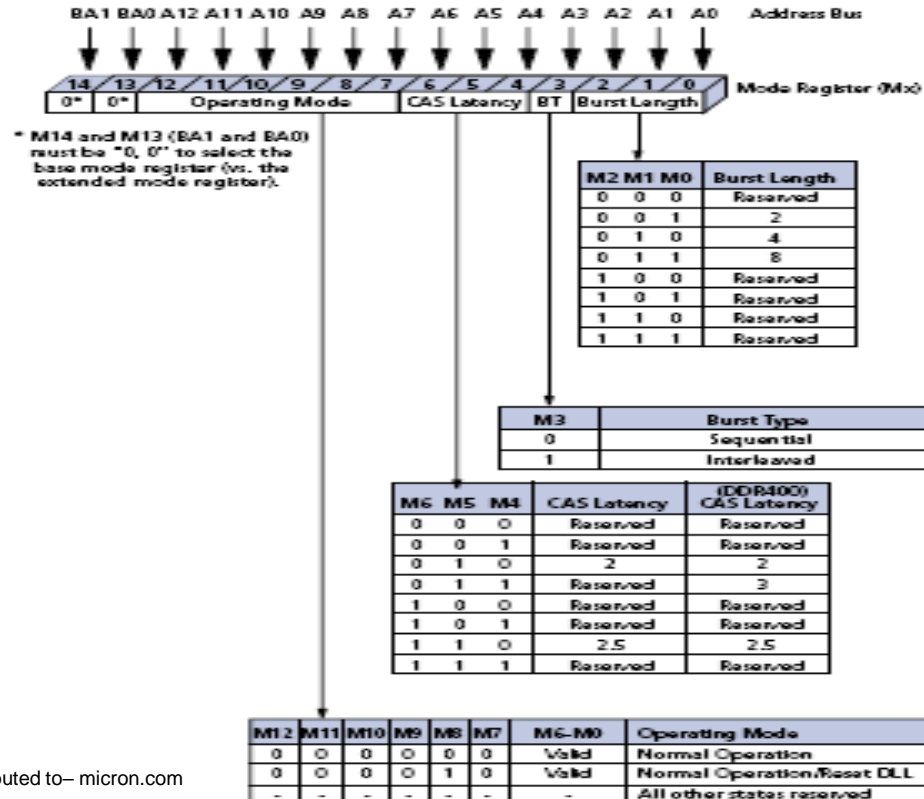 BA1 BA0 A12 A11 A10 A9 A8 A7 A6 A5 A4 A3 A2 A1 A0 Address Bus
14 13 12 11 10 9 8 7 6 5 4 3 2 1 0 Mode Register (Mx)
0* 0* Operating Mode CAS Latency BT Burst Length
* M14 and M13 (BA1 and BA0)
must be "0, 0" to select the
base mode register (vs. the
extended mode register).
M2 M1 M0 Burst Length
0 0 0 Reserved
0 0 1 2
0 1 0 4
0 1 1 8
1 0 0 Reserved
1 0 1 Reserved
1 1 0 Reserved
1 1 1 Reserved
M3 Burst Type
0 Sequential
1 Interleaved
M6 M5 M4 CAS Latency (DDR400) CAS Latency
0 0 0 Reserved Reserved
0 0 1 Reserved Reserved
0 1 0 2 2
0 1 1 Reserved 3
1 0 0 Reserved Reserved
1 0 1 Reserved Reserved
1 1 0 2.5 2.5
1 1 1 Reserved Reserved
M12 M11 M10 M9 M8 M7 M6-M0 Operating Mode
0 0 0 0 0 0 Valid Normal Operation
0 0 0 0 1 0 Valid Normal Operation/Reset DLL
- - - - - - - All other states reserved
outed to– micron.com